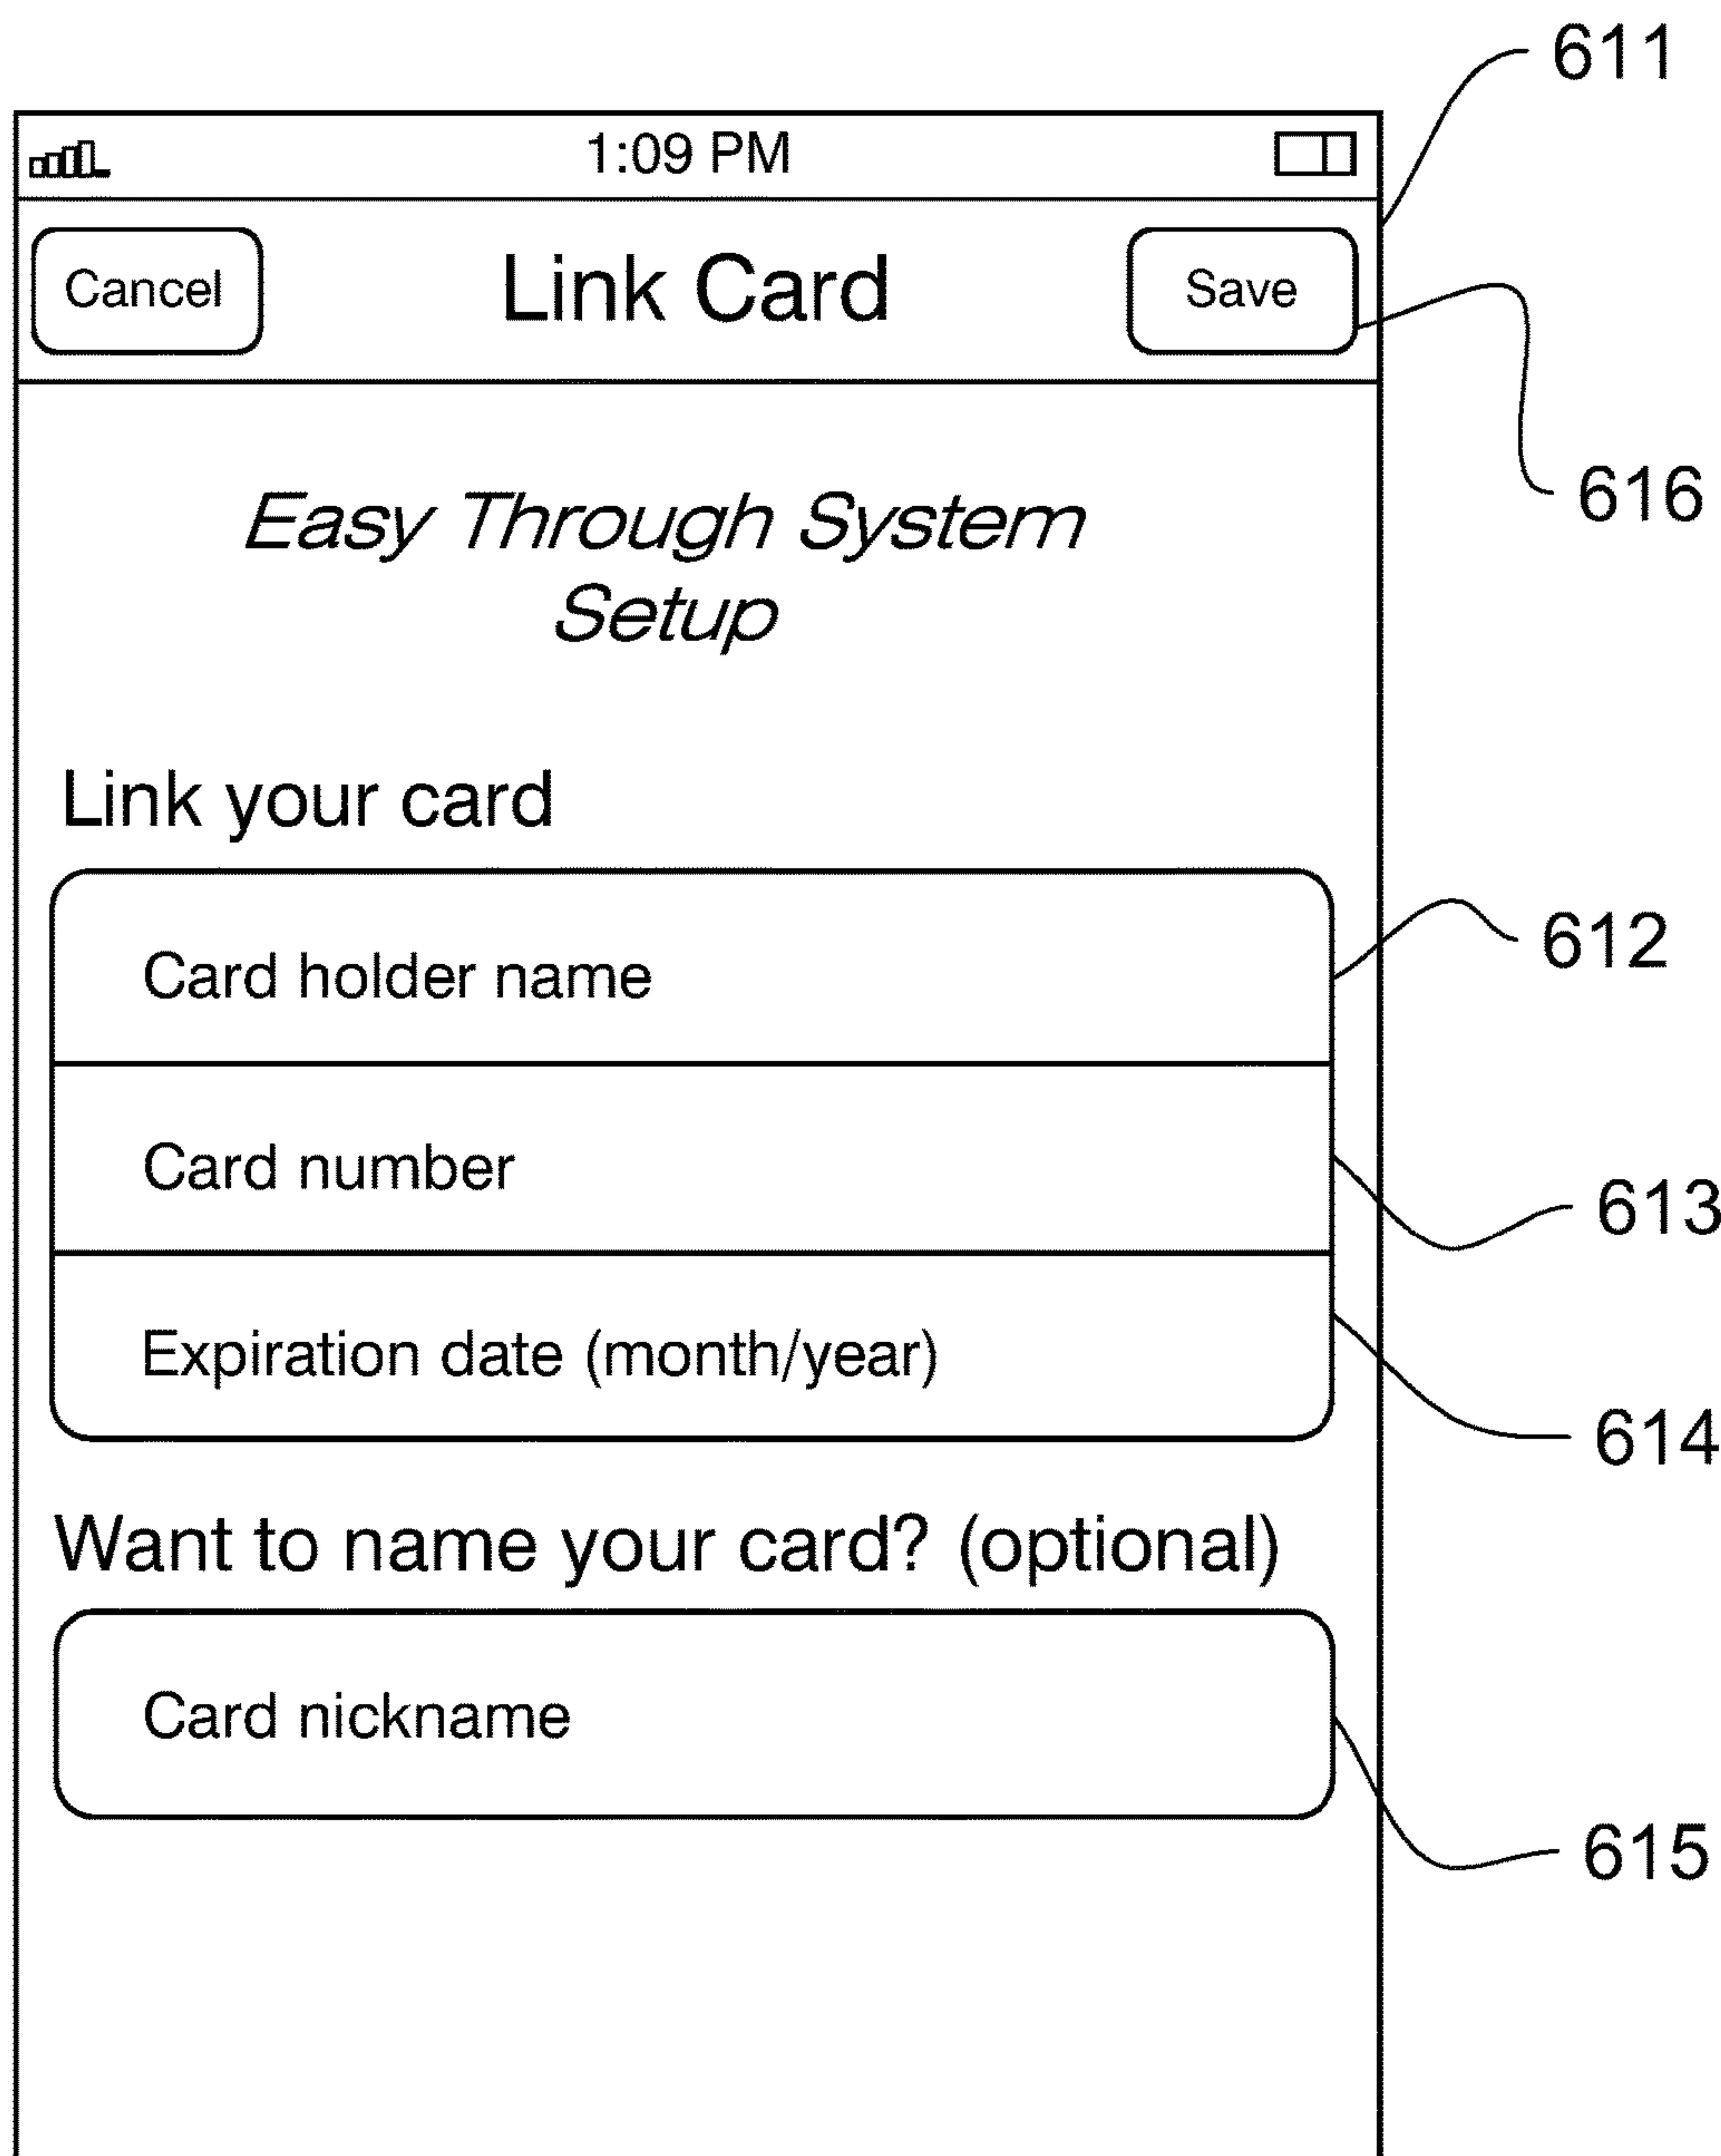 611
1:09 PM
Cancel
Link Card
Save
616
Easy Through System
Setup
Link your card
Card holder name
612
Card number
613
Expiration date (month/year)
614
Want to name your card? (optional)
Card nickname
615